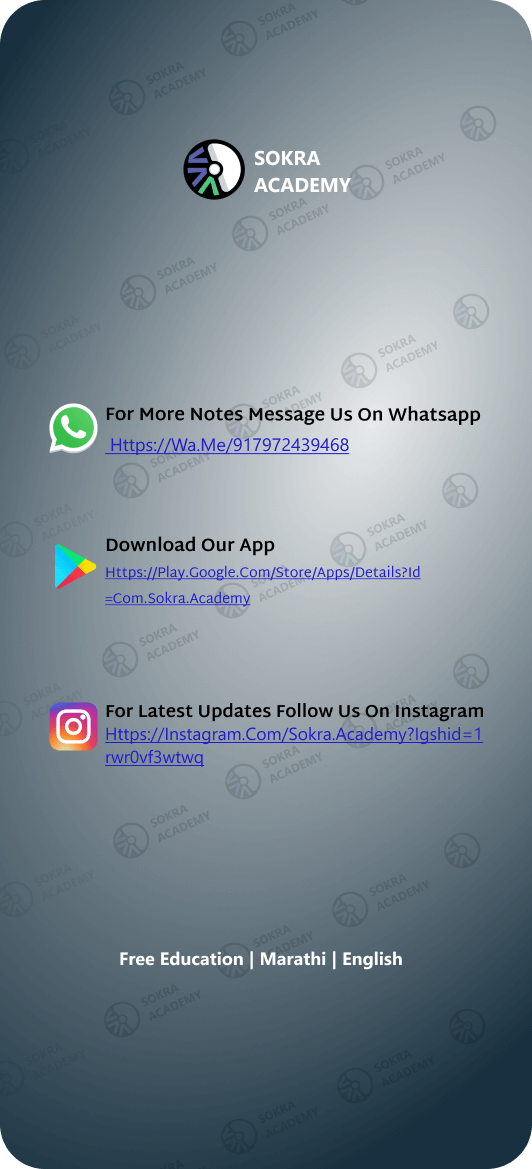 SOKRA
ACADEMY
For More Notes Message Us On Whatsapp
Https://Wa.Me/917972439468
Download Our App
Https://Play.Google.Com/Store/Apps/Details?Id
=Com.Sokra.Academy
For Latest Updates Follow Us On Instagram
Https://Instagram.Com/Sokra.Academy?Igshid=1
rwr0vf3wtwq
Free Education | Marathi | English